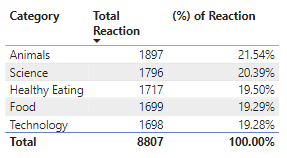 Category Total Reaction (%) of Reaction
Animals 1897 21.54%
Science 1796 20.39%
Healthy Eating 1717 19.50%
Food 1699 19.29%
Technology 1698 19.28%
Total 8807 100.00%